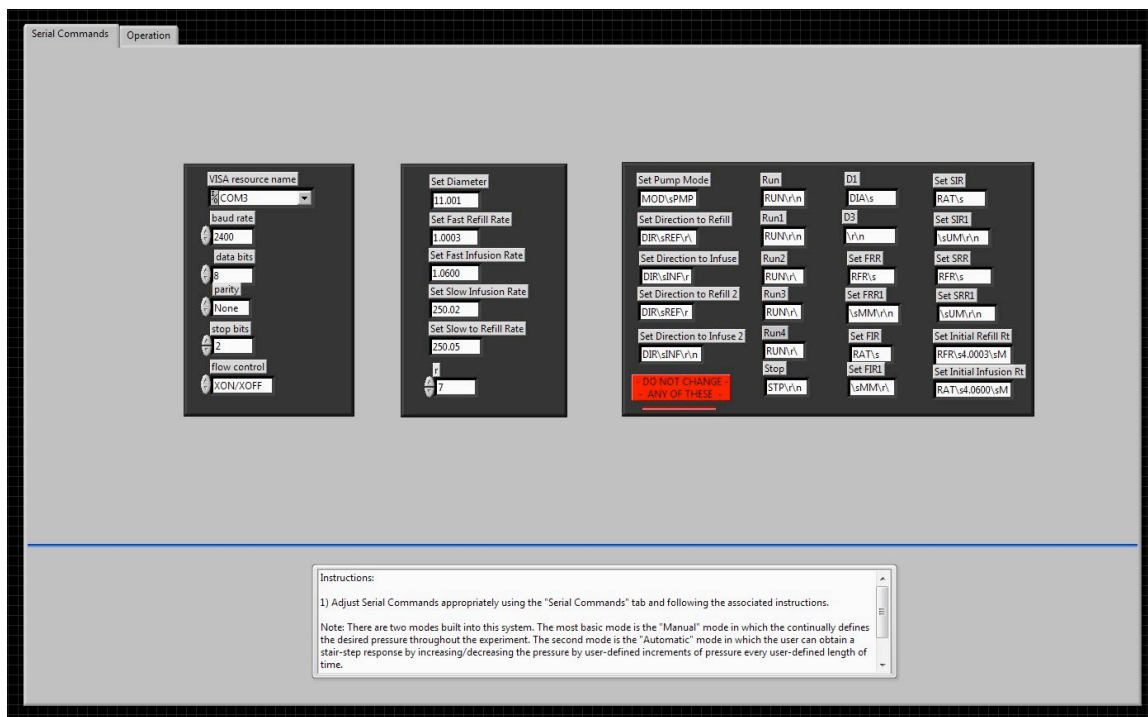 Serial Commands
Operation
VISA resource name
COM3
baud rate
2400
data bits
8
parity
None
stop bits
2
flow control
XON/XOFF
Set Diameter
11.001
Set Fast Refill Rate
1.0003
Set Fast Infusion Rate
1.0600
Set Slow Infusion Rate
250.02
Set Slow to Refill Rate
250.05
r
7
Set Pump Mode
MOD\sPMP
Set Direction to Refill
DIR\sREF\r\
Set Direction to Infuse
DIR\sINF\r
Set Direction to Refill 2
DIR\sREF\r
Set Direction to Infuse 2
DIR\sINF\r\n
- DO NOT CHANGE -
- ANY OF THESE -
Run
RUN\r\n
Run1
RUN\r\n
Run2
RUN\r\
Run3
RUN\r\
Run4
RUN\r\
Stop
STP\r\n
D1
DIA\s
D3
\r\n
Set FRR
RFR\s
Set FRR1
\sMM\r\n
Set FIR
RAT\s
Set FIR1
\sMM\r\
Set SIR
RAT\s
Set SIR1
\sUM\r\n
Set SRR
RFR\s
Set SRR1
\sUM\r\n
Set Initial Refill Rt
RFR\s4.0003\sM
Set Initial Infusion Rt
RAT\s4.0600\sM
Instructions:
1) Adjust Serial Commands appropriately using the "Serial Commands" tab and following the associated instructions.
Note: There are two modes built into this system. The most basic mode is the "Manual" mode in which the continually defines
the desired pressure throughout the experiment. The second mode is the "Automatic" mode in which the user can obtain a
stair-step response by increasing/decreasing the pressure by user-defined increments of pressure every user-defined length of
time.